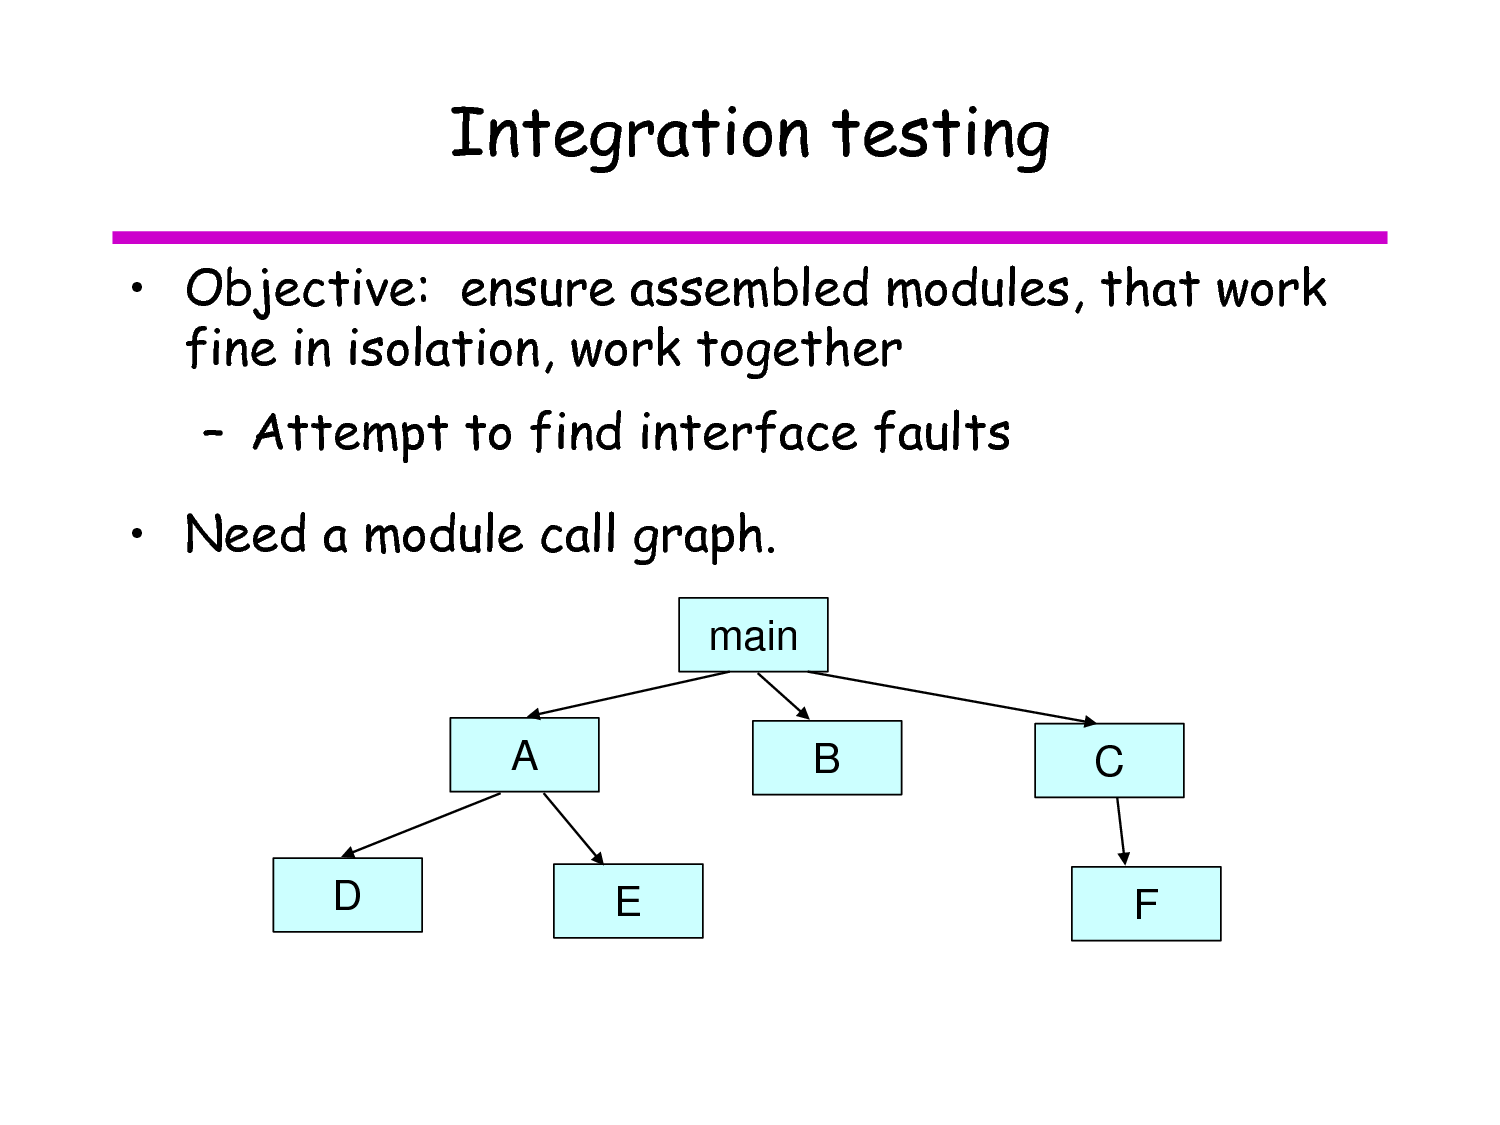 Integration testing
• Objective:  ensure assembled modules, that work
fine in isolation, work together
– Attempt to find interface faults
• Need a module call graph.
main
A
B
C
D
E
F